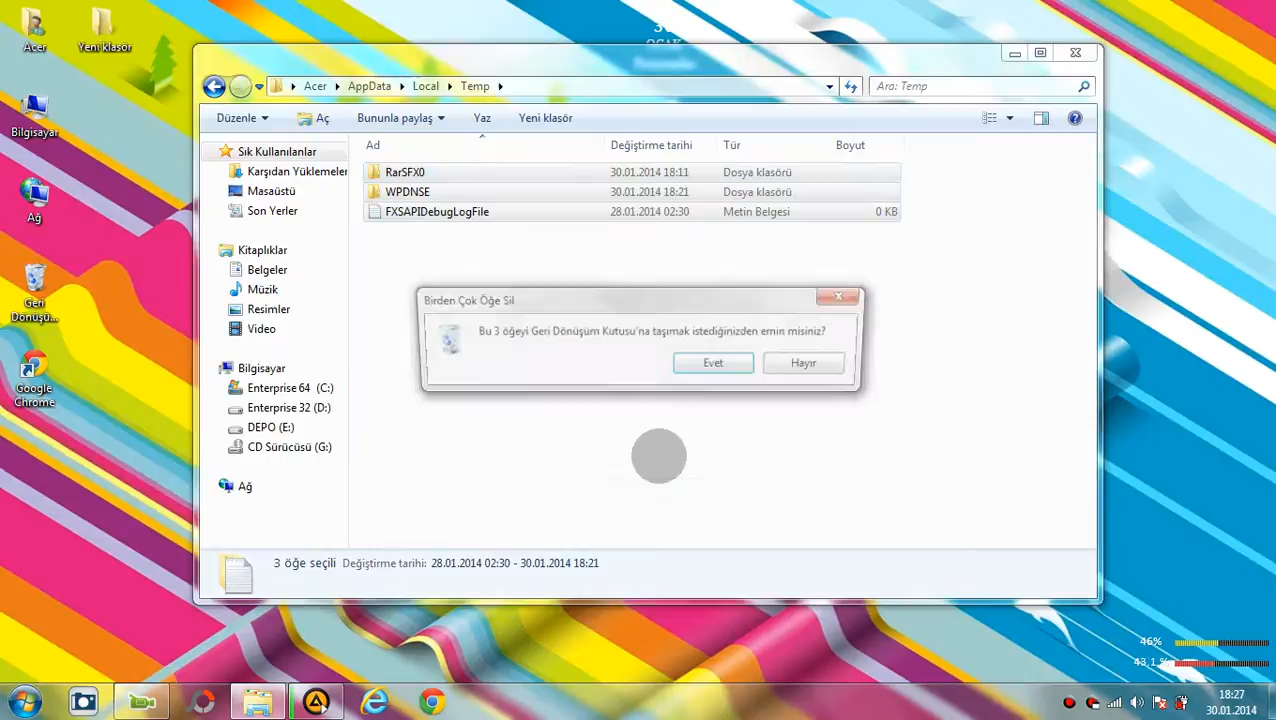 Acer
Yeni klasör
Bilgisayar
Ağ
Geri
Dönüşü...
Google
Chrome
OCAK
Acer
AppData
Local
Temp
Ara: Temp
Düzenle
Aç
Bununla paylaş
Yaz
Yeni klasör
Ad
Değiştirme tarihi
Tür
Boyut
RarSFX0
30.01.2014 18:11
Dosya klasörü
WPDNSE
30.01.2014 18:21
Dosya klasörü
FXSAPIDebugLogFile
28.01.2014 02:30
Metin Belgesi
0 KB
Sık Kullanılanlar
Karşıdan Yüklemeler
Masaüstü
Son Yerler
Kitaplıklar
Belgeler
Müzik
Resimler
Video
Bilgisayar
Enterprise 64 (C:)
Enterprise 32 (D:)
DEPO (E:)
CD Sürücüsü (G:)
Ağ
Birden Çok Öğe Sil
Bu 3 öğeyi Geri Dönüşüm Kutusu'na taşımak istediğinizden emin misiniz?
Evet
Hayır
3 öğe seçili
Değiştirme tarihi: 28.01.2014 02:30 - 30.01.2014 18:21
46%
43,1
18:27
30.01.2014